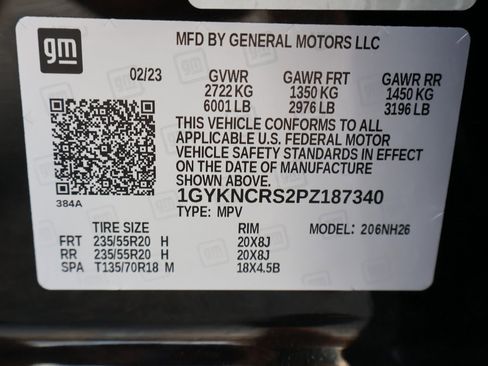 gm
MFD BY GENERAL MOTORS LLC
02/23 GVWR GAWR FRT GAWR RR
2722 KG 1350 KG 1450 KG
6001 LB 2976 LB 3196 LB
THIS VEHICLE CONFORMS TO ALL
APPLICABLE U.S. FEDERAL MOTOR
VEHICLE SAFETY STANDARDS IN EFFECT
ON THE DATE OF MANUFACTURE
SHOWN ABOVE.
384A
1GYKNCRS2PZ187340
TYPE: MPV MODEL: 206NH26
TIRE SIZE RIM
FRT 235/55R20 H 20X8J
RR 235/55R20 H 20X8J
SPA T135/70R18 M 18X4.5B